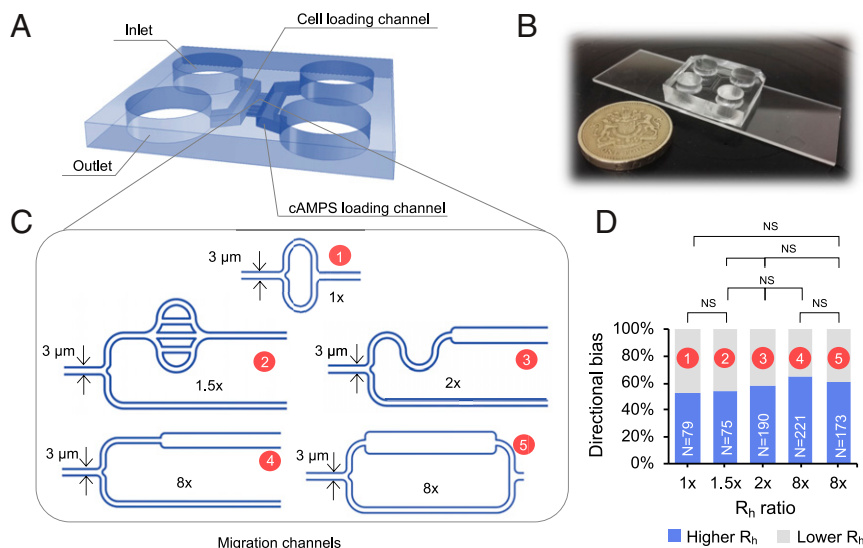 A
Cell loading channel
Inlet
Outlet
cAMPS loading channel
B
C
3 µm
1
1x
3 µm
2
1.5x
3 µm
3
2x
3 µm
4
8x
3 µm
5
8x
Migration channels
D
NS
NS
NS
NS
100%
80%
60%
40%
20%
0%
Directional bias
1 2 3 4 5
N=79 N=75 N=190 N=221 N=173
1x 1.5x 2x 8x 8x
Rh ratio
Higher Rh Lower Rh